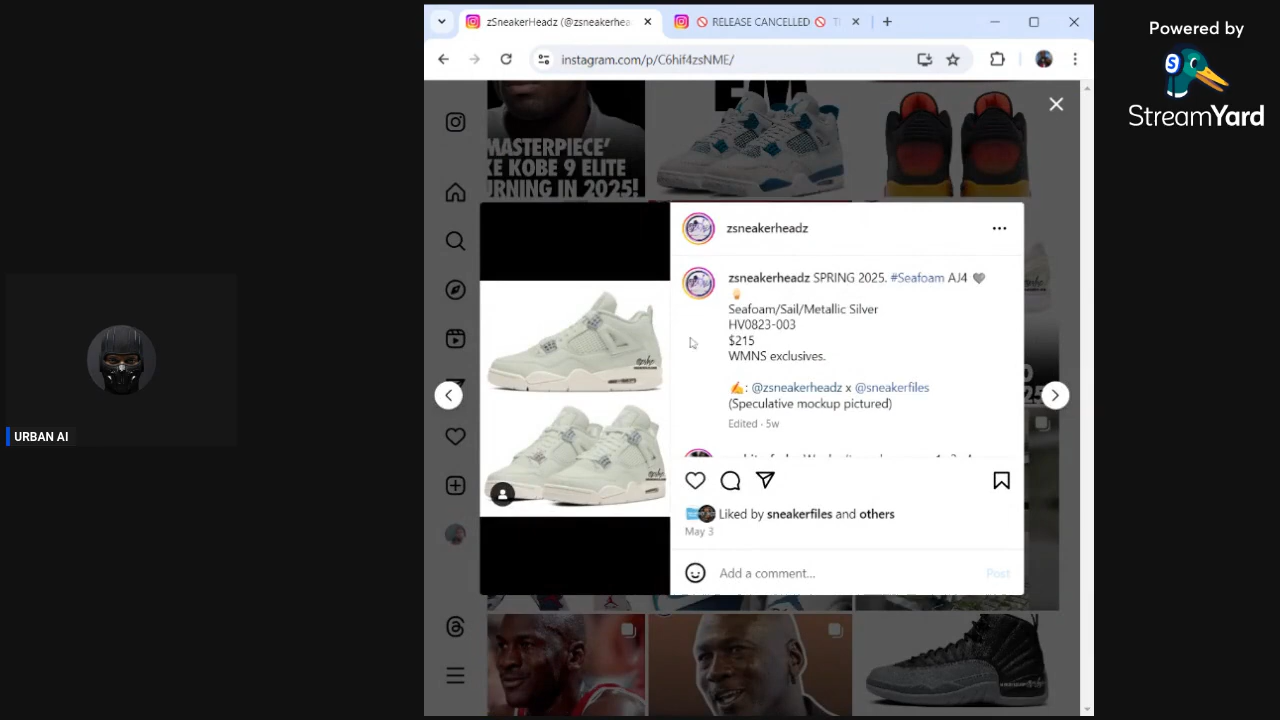 zSneakerHeadz (@zsneakerhea
RELEASE CANCELLED
instagram.com/p/C6hif4zsNME/
Powered by
S
StreamYard
MASTERPIECE'
KE KOBE 9 ELITE
RNING IN 2025!
zsneakerheadz
zsneakerheadz SPRING 2025. #Seafoam AJ4
Seafoam/Sail/Metallic Silver
HV0823-003
$215
WMNS exclusives.
: @zsneakerheadz x @sneakerfiles
(Speculative mockup pictured)
Edited · 5w
Liked by sneakerfiles and others
May 3
Add a comment...
Post
URBAN AI